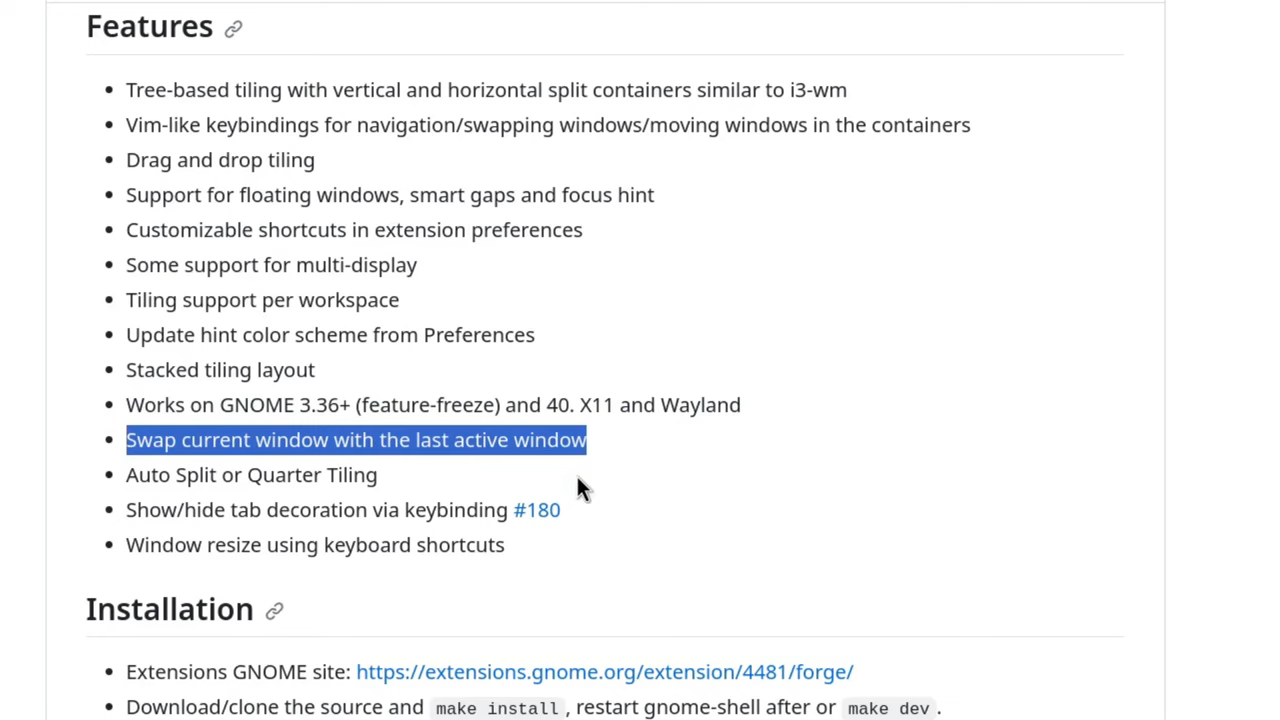 Features
Tree-based tiling with vertical and horizontal split containers similar to i3-wm
Vim-like keybindings for navigation/swapping windows/moving windows in the containers
Drag and drop tiling
Support for floating windows, smart gaps and focus hint
Customizable shortcuts in extension preferences
Some support for multi-display
Tiling support per workspace
Update hint color scheme from Preferences
Stacked tiling layout
Works on GNOME 3.36+ (feature-freeze) and 40. X11 and Wayland
Swap current window with the last active window
Auto Split or Quarter Tiling
Show/hide tab decoration via keybinding #180
Window resize using keyboard shortcuts
Installation
Extensions GNOME site: https://extensions.gnome.org/extension/4481/forge/
Download/clone the source and make install, restart gnome-shell after or make dev.